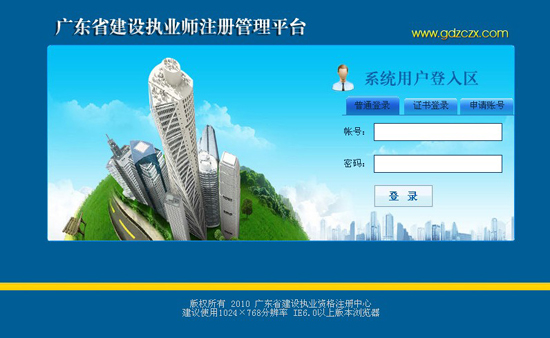 广东省建设执业师注册管理平台
www.gdzczx.com
系统用户登入区
普通登录 证书登录 申请账号
帐号：
密码：
登 录
版权所有 2010 广东省建设执业资格注册中心
建议使用1024×768分辨率 IE6.0以上版本浏览器